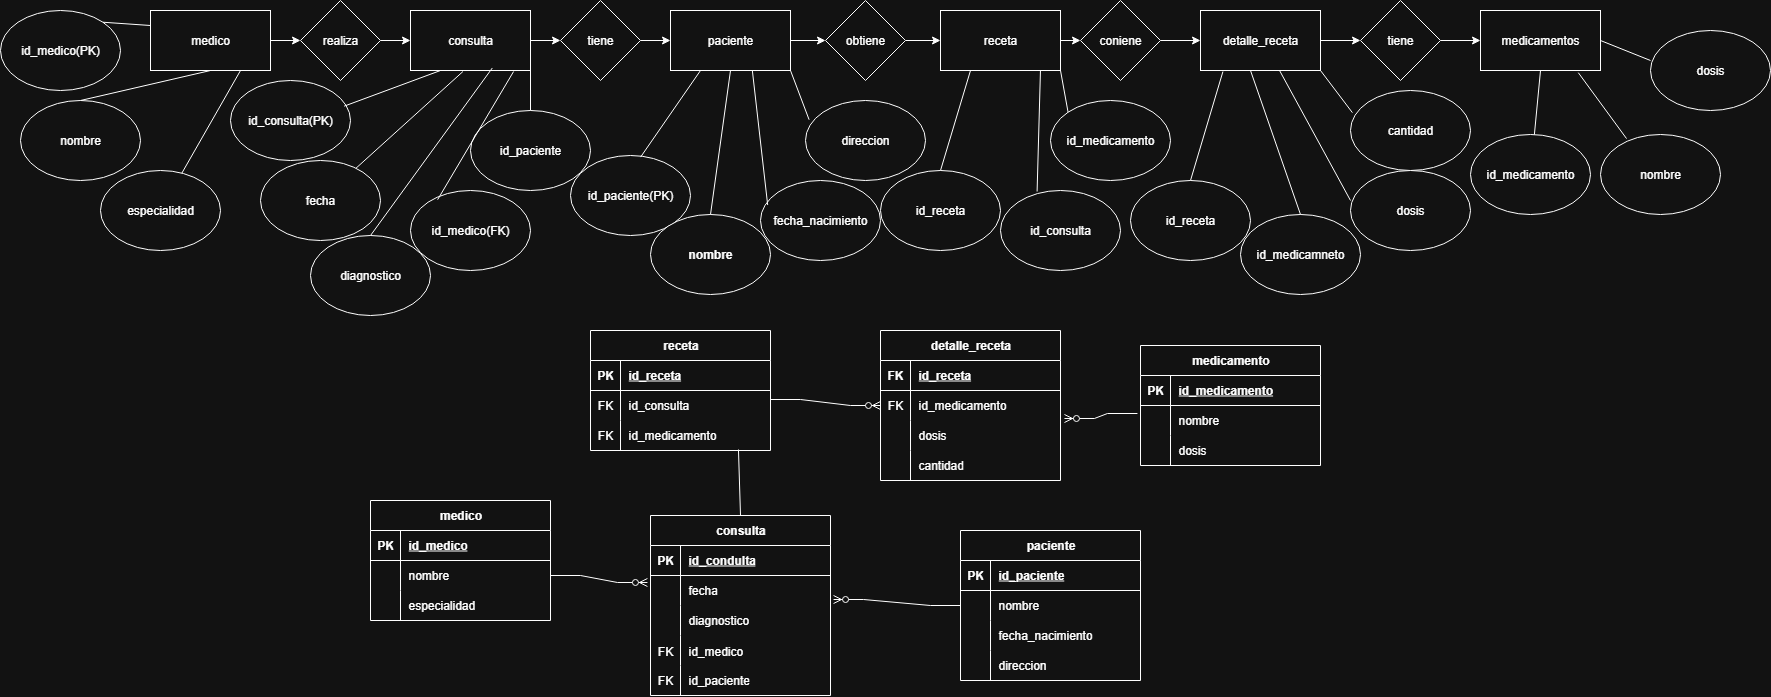 id_medico(PK)
medico
realiza
consulta
tiene
paciente
obtiene
receta
coniene
detalle_receta
tiene
medicamentos
dosis
nombre
especialidad
id_consulta(PK)
fecha
diagnostico
id_medico(FK)
id_paciente
id_paciente(PK)
nombre
fecha_nacimiento
direccion
id_receta
id_consulta
id_medicamento
id_receta
id_medicamneto
dosis
cantidad
id_medicamento
nombre
receta
PK id_receta
FK id_consulta
FK id_medicamento
detalle_receta
FK id_receta
FK id_medicamento
dosis
cantidad
medicamento
PK id_medicamento
nombre
dosis
medico
PK id_medico
nombre
especialidad
consulta
PK id_condulta
fecha
diagnostico
FK id_medico
FK id_paciente
paciente
PK id_paciente
nombre
fecha_nacimiento
direccion